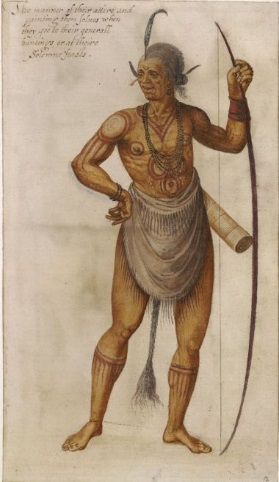 The manner of their attire and
painting them selues when
they goe to their generall
huntings or at theire
Solemne feasts.